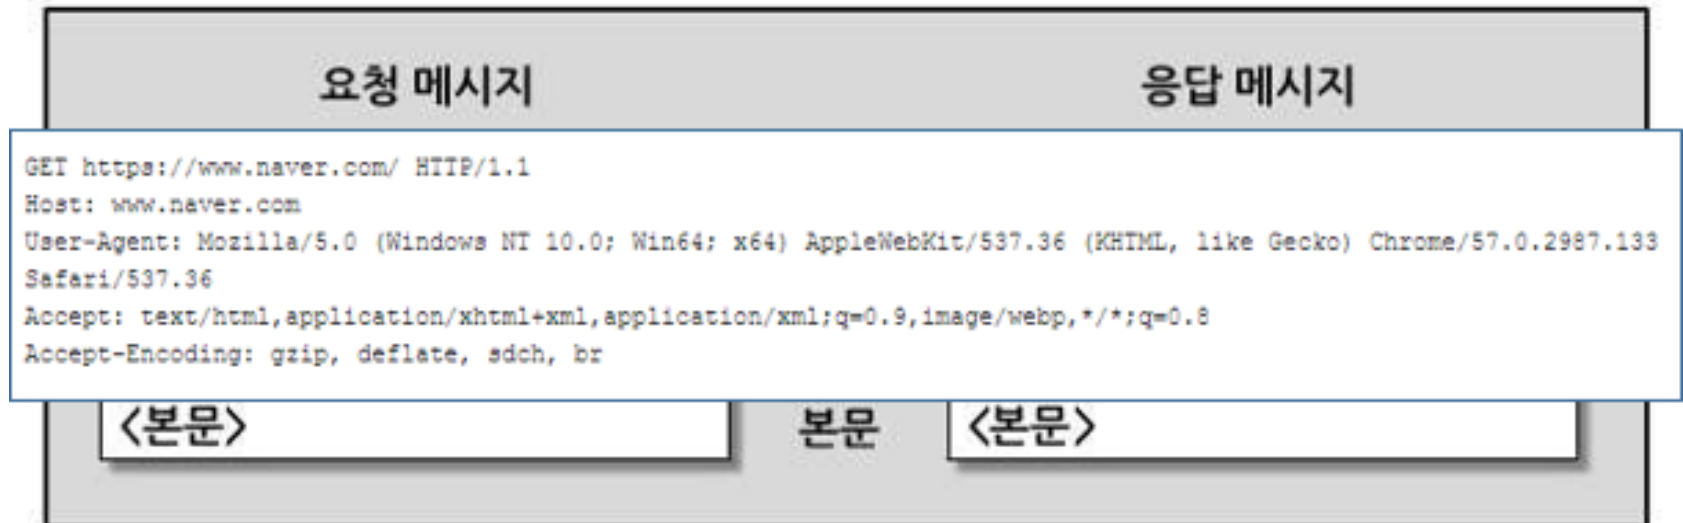 요청 메시지
응답 메시지
GET https://www.naver.com/ HTTP/1.1
Host: www.naver.com
User-Agent: Mozilla/5.0 (Windows NT 10.0; Win64; x64) AppleWebKit/537.36 (KHTML, like Gecko) Chrome/57.0.2987.133
Safari/537.36
Accept: text/html,application/xhtml+xml,application/xml;q=0.9,image/webp,*/*;q=0.8
Accept-Encoding: gzip, deflate, sdch, br
<본문>
본문
<본문>